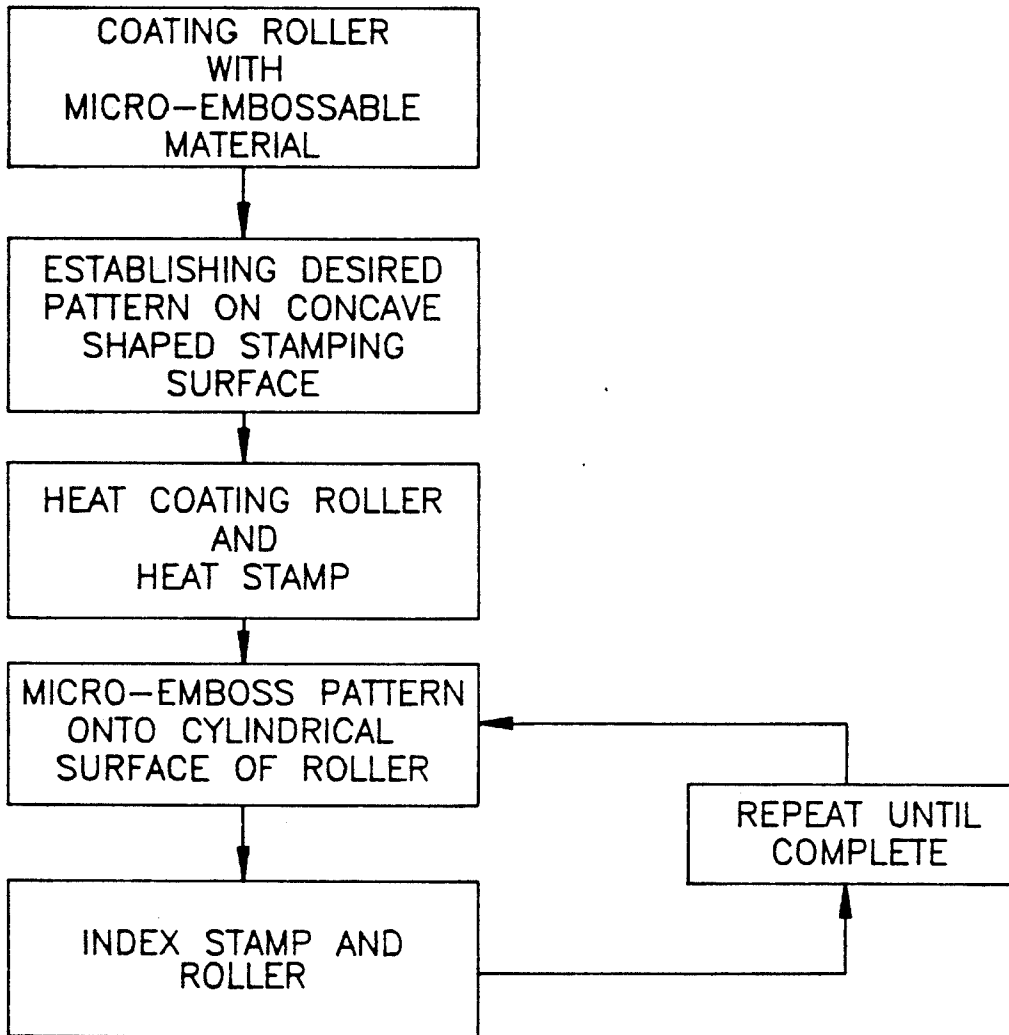 COATING ROLLER
WITH
MICRO-EMBOSSABLE
MATERIAL
ESTABLISHING DESIRED
PATTERN ON CONCAVE
SHAPED STAMPING
SURFACE
HEAT COATING ROLLER
AND
HEAT STAMP
MICRO-EMBOSS PATTERN
ONTO CYLINDRICAL
SURFACE OF ROLLER
REPEAT UNTIL
COMPLETE
INDEX STAMP AND
ROLLER